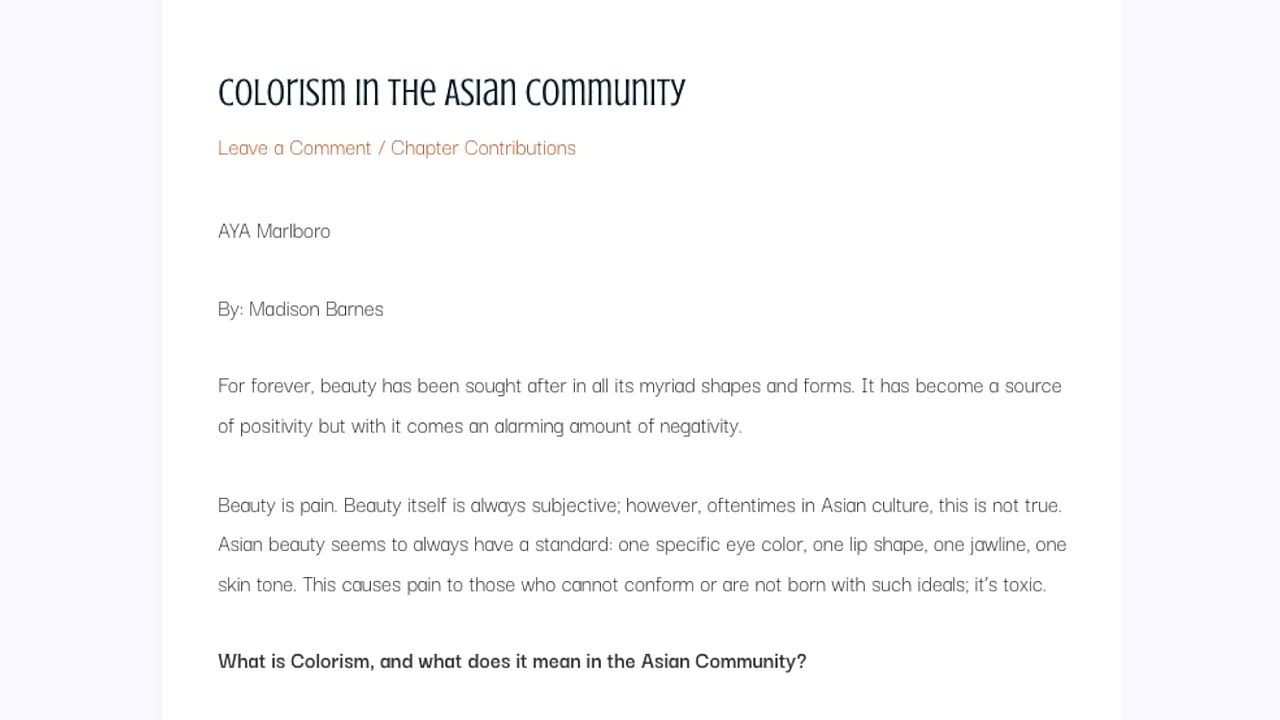 Colorism in the Asian Community
Leave a Comment / Chapter Contributions
AYA Marlboro
By: Madison Barnes
For forever, beauty has been sought after in all its myriad shapes and forms. It has become a source
of positivity but with it comes an alarming amount of negativity.
Beauty is pain. Beauty itself is always subjective; however, oftentimes in Asian culture, this is not true.
Asian beauty seems to always have a standard: one specific eye color, one lip shape, one jawline, one
skin tone. This causes pain to those who cannot conform or are not born with such ideals; it’s toxic.
What is Colorism, and what does it mean in the Asian Community?